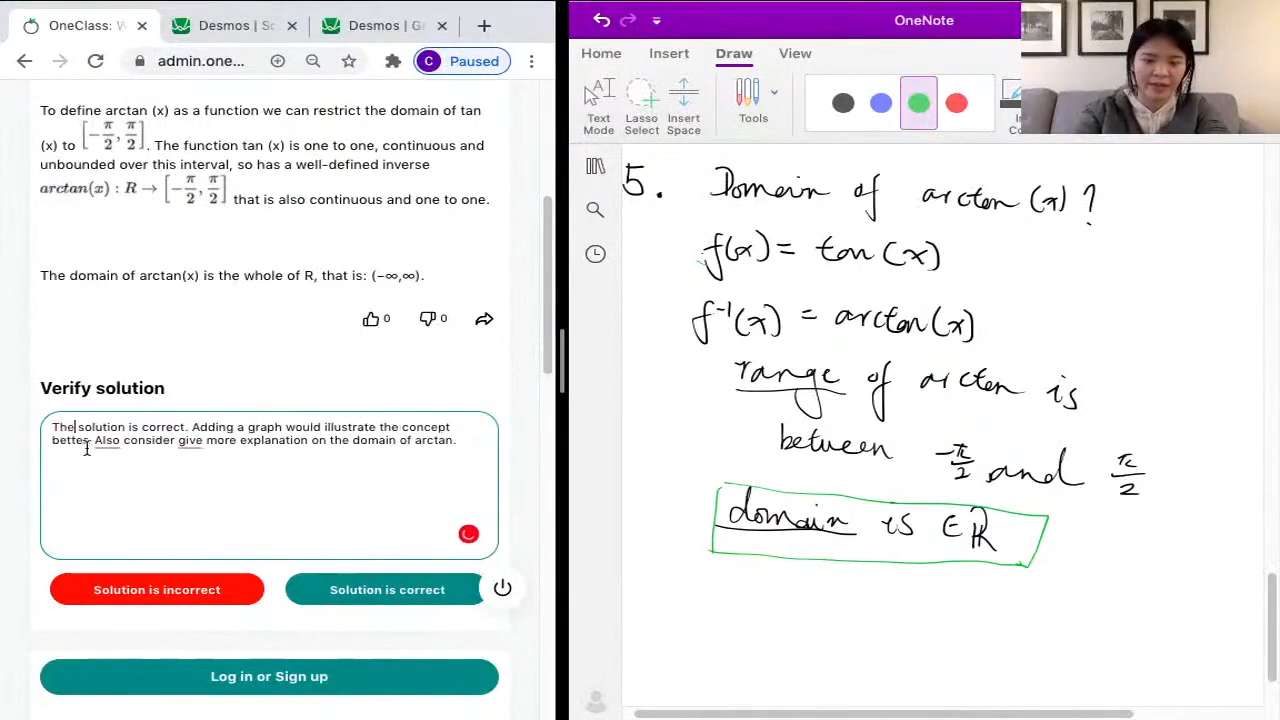 OneClass: W
Desmos | Sc
Desmos | Gr
admin.one...
C Paused
To define arctan (x) as a function we can restrict the domain of tan
(x) to [-π/2, π/2]. The function tan (x) is one to one, continuous and
unbounded over this interval, so has a well-defined inverse
arctan(x) : R → [-π/2, π/2] that is also continuous and one to one.
The domain of arctan(x) is the whole of R, that is: (−∞,∞).
0 0
Verify solution
The solution is correct. Adding a graph would illustrate the concept
better. Also consider give more explanation on the domain of arctan.
Solution is incorrect
Solution is correct
Log in or Sign up
OneNote
Home Insert Draw View
Text Mode
Lasso Select
Insert Space
Tools
5. Domain of arctan (x)?
f(x) = tan(x)
f⁻¹(x) = arctan(x)
range of arctan is
between -π/2 and π/2
domain is ∈ ℝ